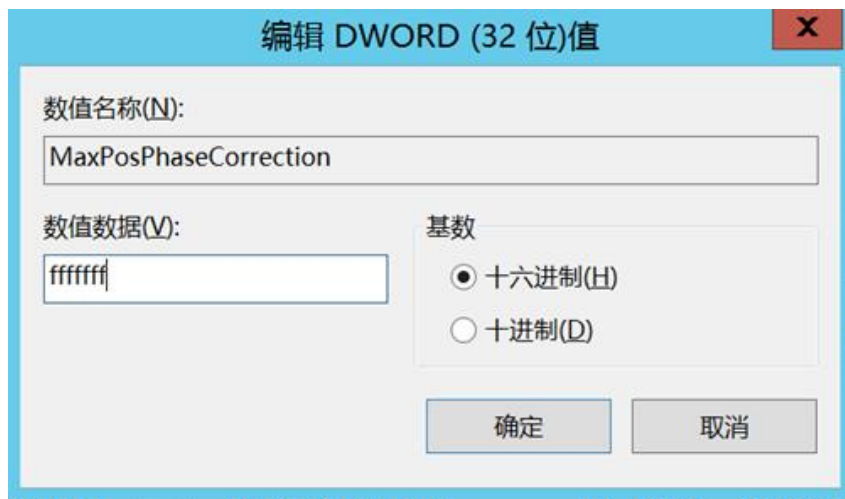 编辑 DWORD (32 位)值
X
数值名称(N):
MaxPosPhaseCorrection
数值数据(V):
基数
fffffff
十六进制(H)
十进制(D)
确定
取消